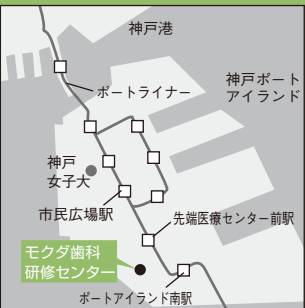 神戸港
神戸ポート
アイランド
ポートライナー
神戸
女子大
市民広場駅
先端医療センター前駅
モクダ歯科
研修センター
ポートアイランド南駅